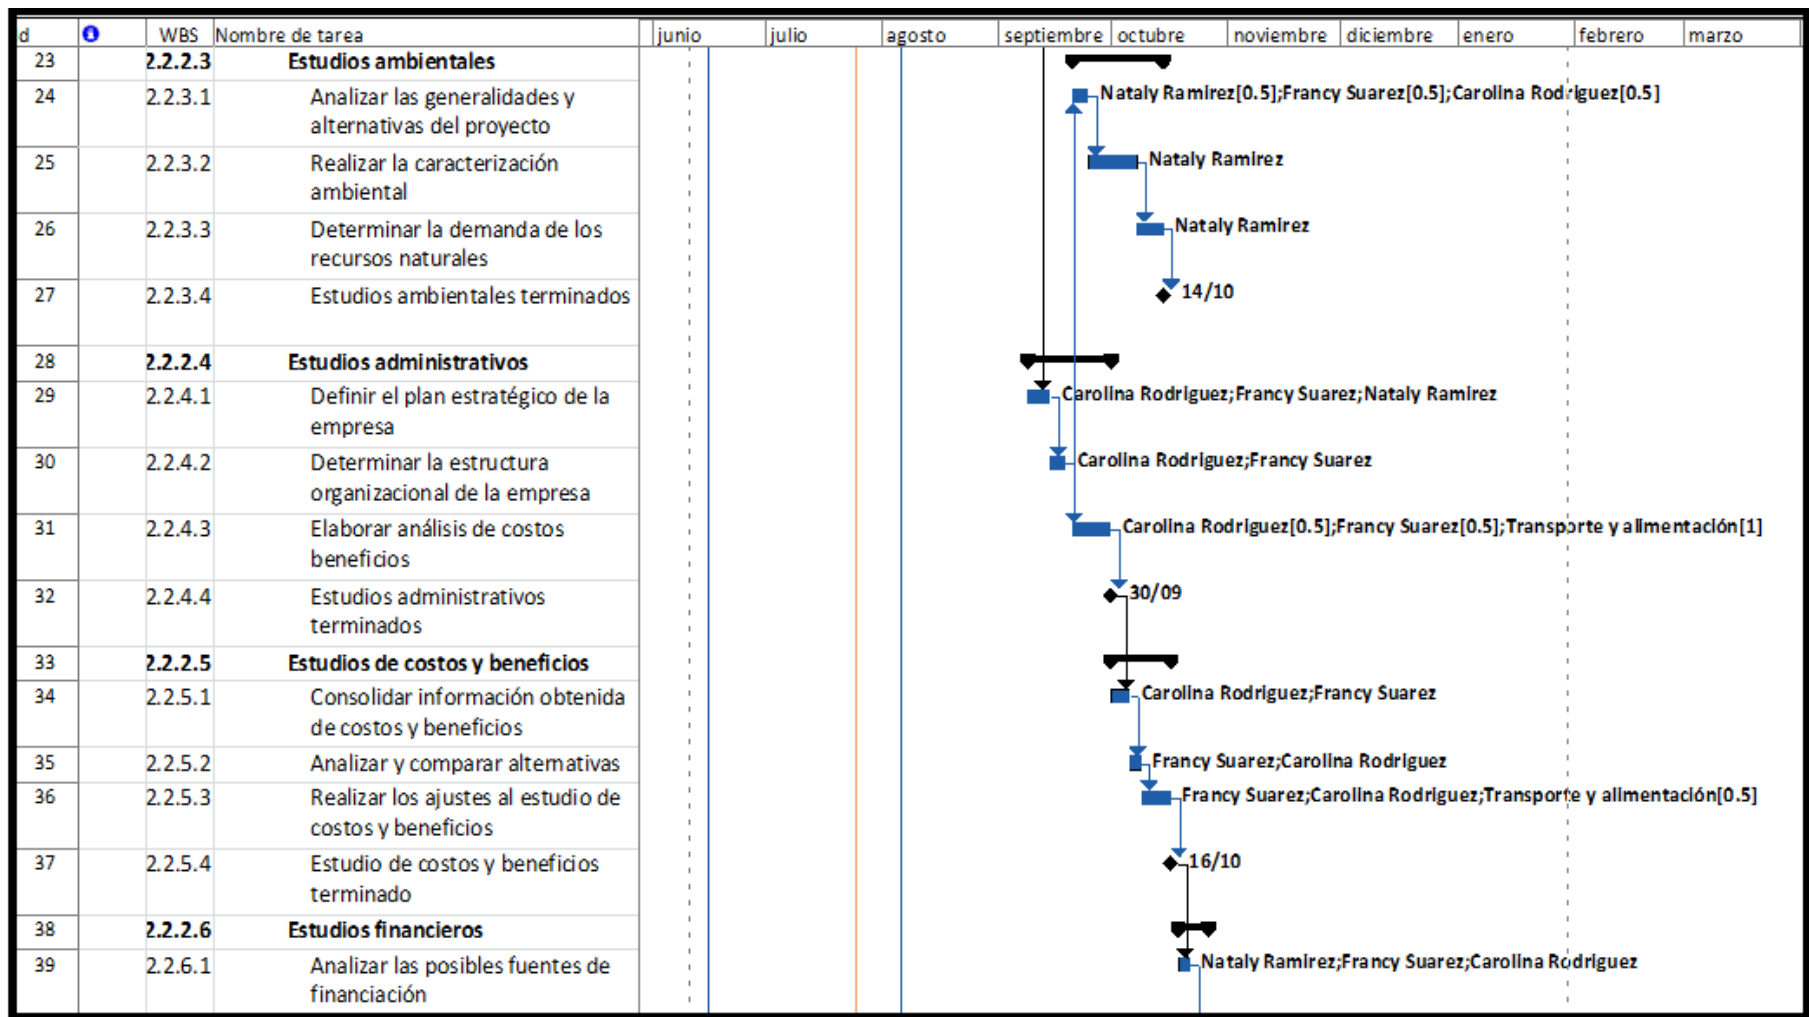 d WBS Nombre de tarea junio julio agosto septiembre octubre noviembre diciembre enero febrero marzo
23 2.2.2.3 Estudios ambientales
24 2.2.3.1 Analizar las generalidades y Nataly Ramirez[0.5];Francy Suarez[0.5];Carolina Rodriguez[0.5]
alternativas del proyecto
25 2.2.3.2 Realizar la caracterización Nataly Ramirez
ambiental
26 2.2.3.3 Determinar la demanda de los Nataly Ramirez
recursos naturales
27 2.2.3.4 Estudios ambientales terminados 14/10
28 2.2.2.4 Estudios administrativos
29 2.2.4.1 Definir el plan estratégico de la Carolina Rodriguez;Francy Suarez;Nataly Ramirez
empresa
30 2.2.4.2 Determinar la estructura Carolina Rodriguez;Francy Suarez
organizacional de la empresa
31 2.2.4.3 Elaborar análisis de costos Carolina Rodriguez[0.5];Francy Suarez[0.5];Transporte y alimentación[1]
beneficios
32 2.2.4.4 Estudios administrativos 30/09
terminados
33 2.2.2.5 Estudios de costos y beneficios
34 2.2.5.1 Consolidar información obtenida Carolina Rodriguez;Francy Suarez
de costos y beneficios
35 2.2.5.2 Analizar y comparar alternativas Francy Suarez;Carolina Rodriguez
36 2.2.5.3 Realizar los ajustes al estudio de Francy Suarez;Carolina Rodriguez;Transporte y alimentación[0.5]
costos y beneficios
37 2.2.5.4 Estudio de costos y beneficios 16/10
terminado
38 2.2.2.6 Estudios financieros
39 2.2.6.1 Analizar las posibles fuentes de Nataly Ramirez;Francy Suarez;Carolina Rodriguez
financiación